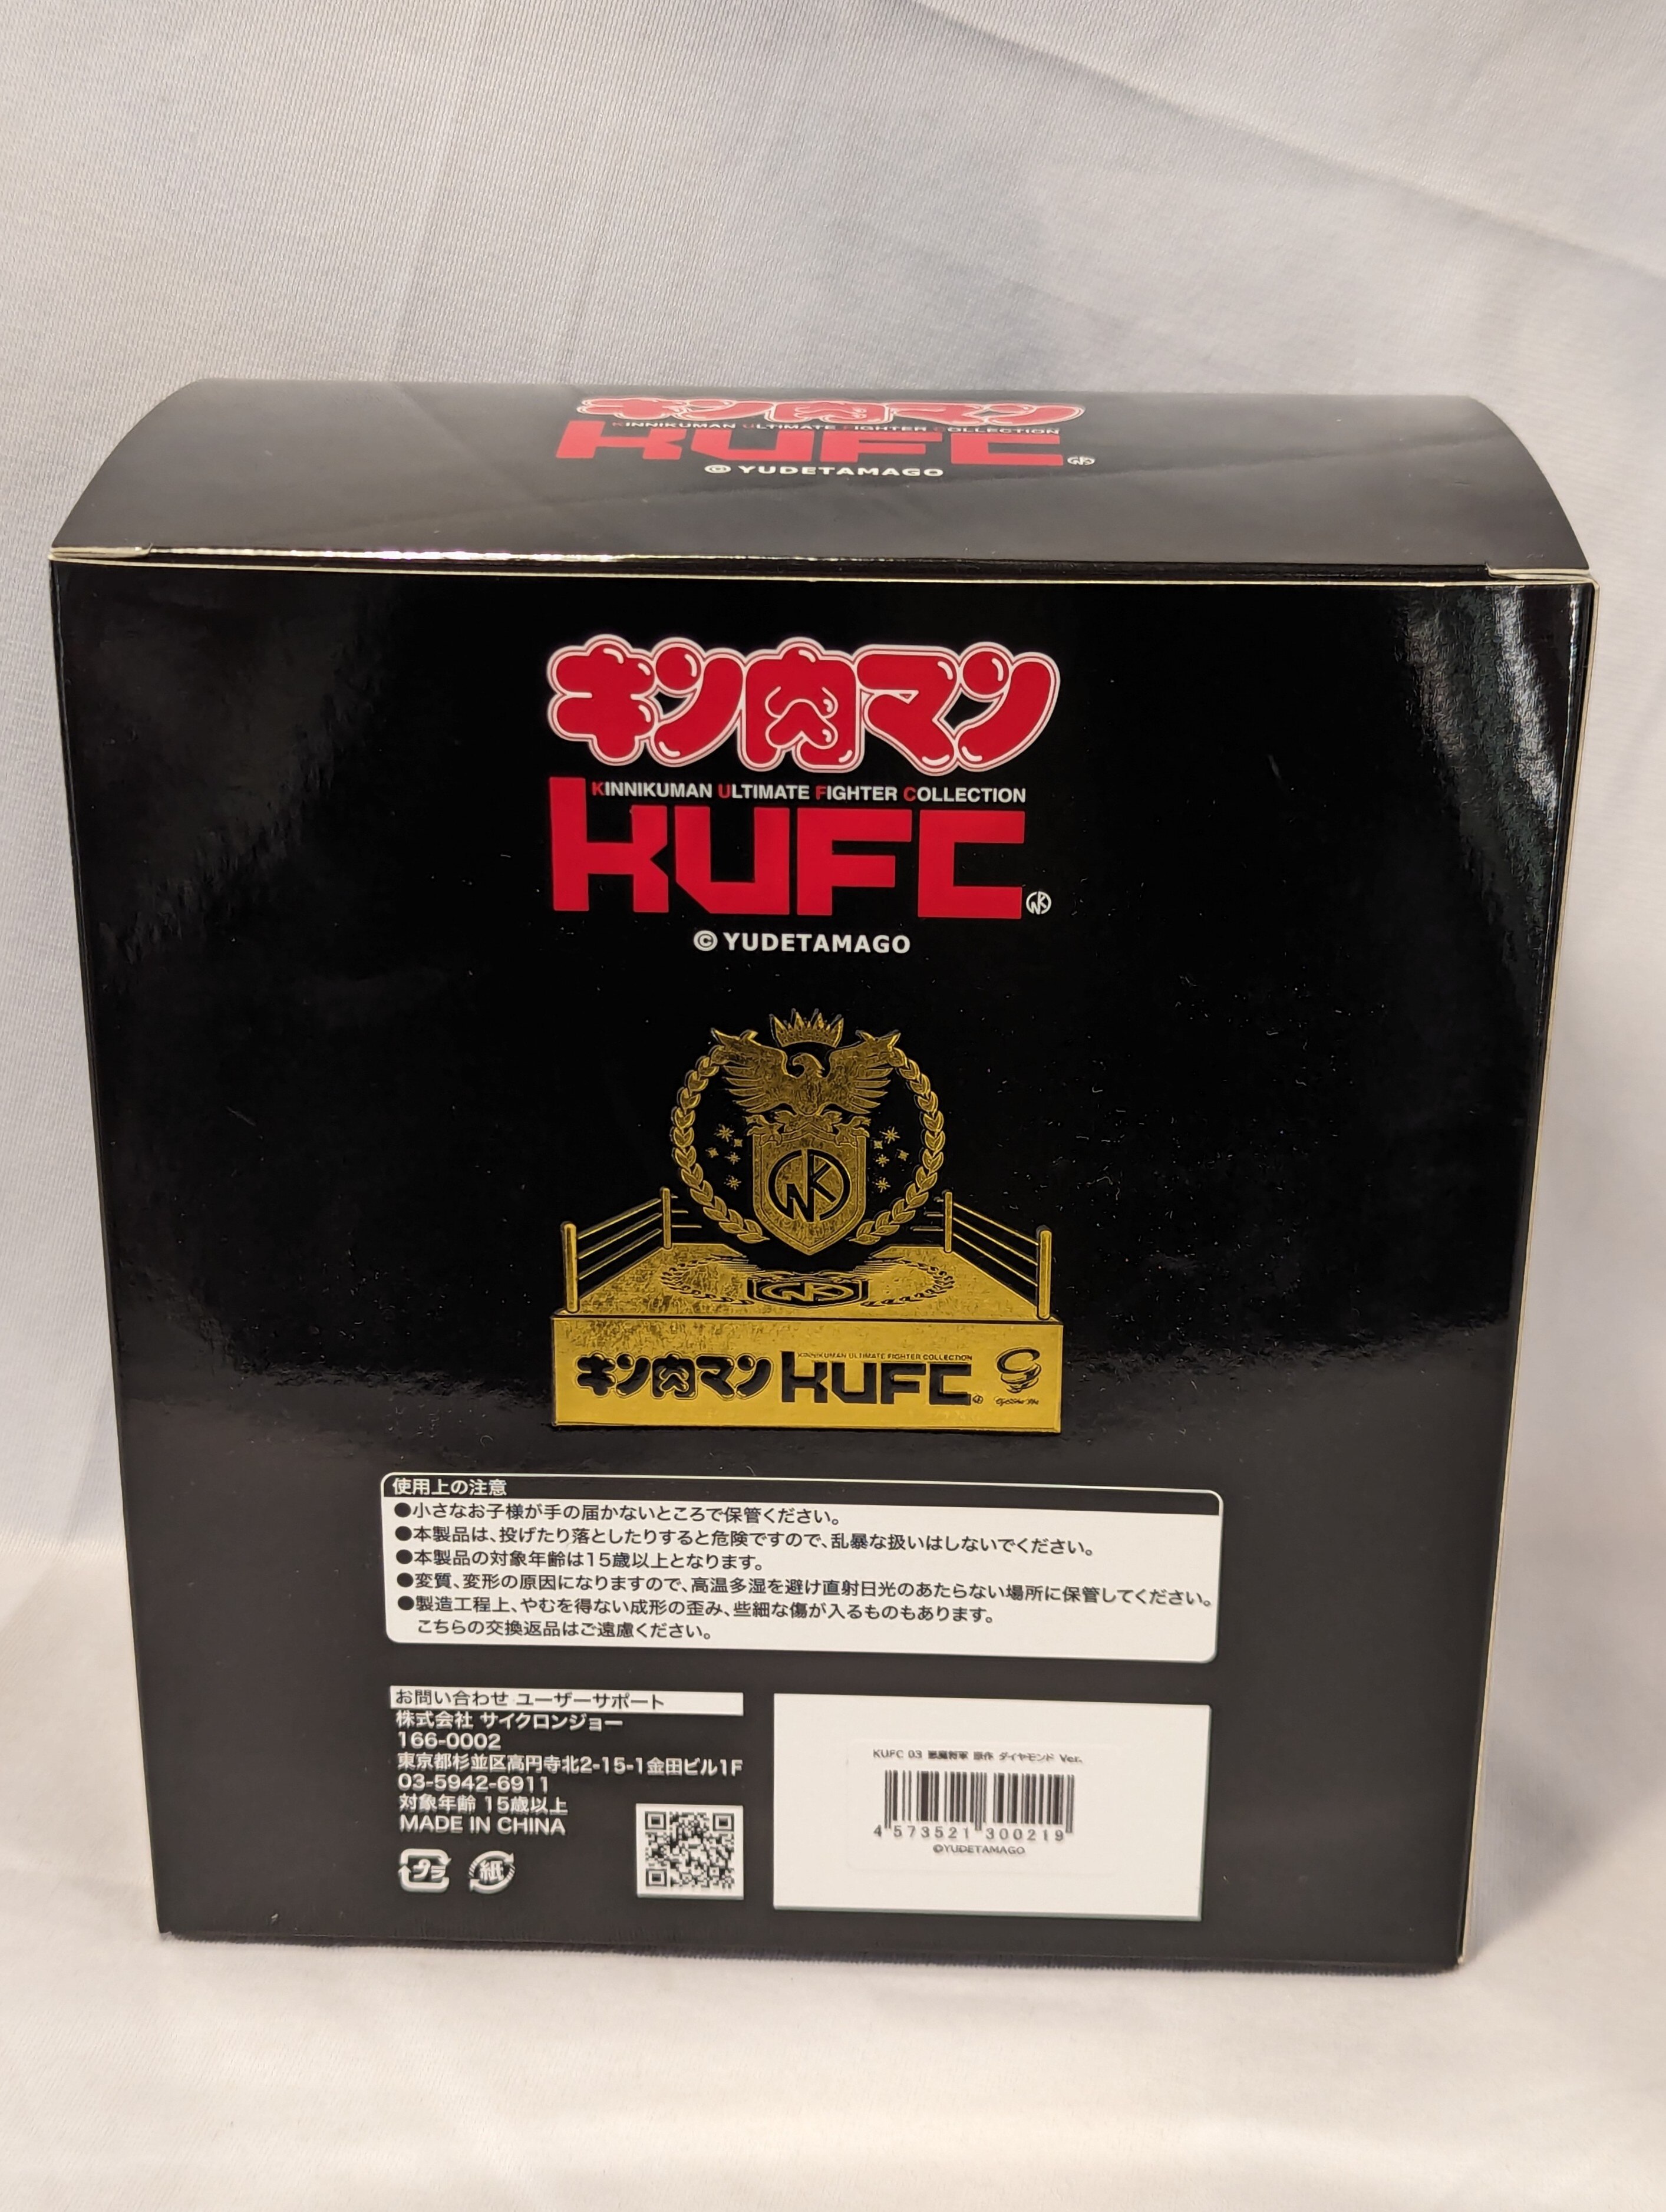 キン肉マン
KINNIKUMAN ULTIMATE FIGHTER COLLECTION
KUFC
© YUDETAMAGO
キン肉マン
KINNIKUMAN ULTIMATE FIGHTER COLLECTION
KUFC
© YUDETAMAGO
キン肉マン KINNIKUMAN ULTIMATE FIGHTER COLLECTION KUFC
使用上の注意
●小さなお子様が手の届かないところで保管ください。
●本製品は、投げたり落としたりすると危険ですので、乱暴な扱いはしないでください。
●本製品の対象年齢は15歳以上となります。
●変質、変形の原因になりますので、高温多湿を避け直射日光のあたらない場所に保管してください。
●製造工程上、やむを得ない成形の歪み、些細な傷が入るものもあります。
こちらの交換返品はご遠慮ください。
お問い合わせ ユーザーサポート
株式会社 サイクロンジョー
166-0002
東京都杉並区高円寺北2-15-1金田ビル1F
03-5942-6911
対象年齢 15歳以上
MADE IN CHINA
プラ 紙
KUFC 03 悪魔将軍 原作 ダイヤモンド Ver.
4 573521 300219
©YUDETAMAGO